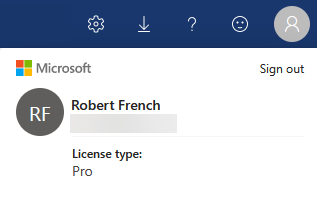 Microsoft
Sign out
RF
Robert French
License type:
Pro